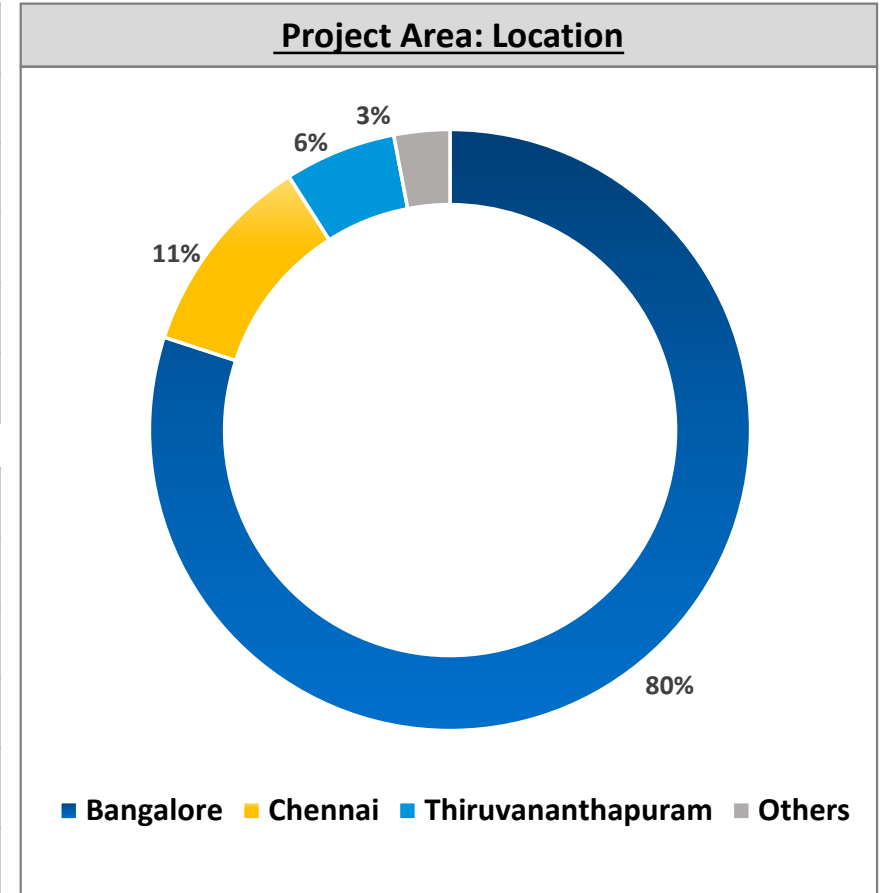 Project Area: Location
3%
6%
11%
80%
Bangalore Chennai Thiruvananthapuram Others